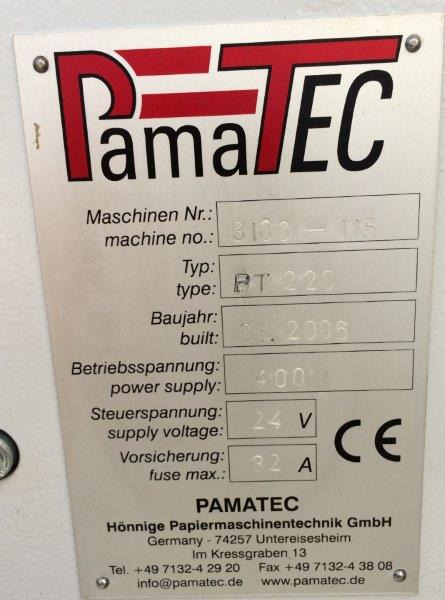 PamaTEC
Maschinen Nr.:
machine no.: 3100 - 115
Typ:
type: BT 220
Baujahr:
built: 05. 2006
Betriebsspannung:
power supply: 400V
Steuerspannung:
supply voltage: 24 V
Vorsicherung:
fuse max.: 32 A
CE
PAMATEC
Hönnige Papiermaschinentechnik GmbH
Germany - 74257 Untereisesheim
Im Kressgraben 13
Tel. +49 7132-4 29 20 Fax +49 7132-4 38 08
info@pamatec.de www.pamatec.de